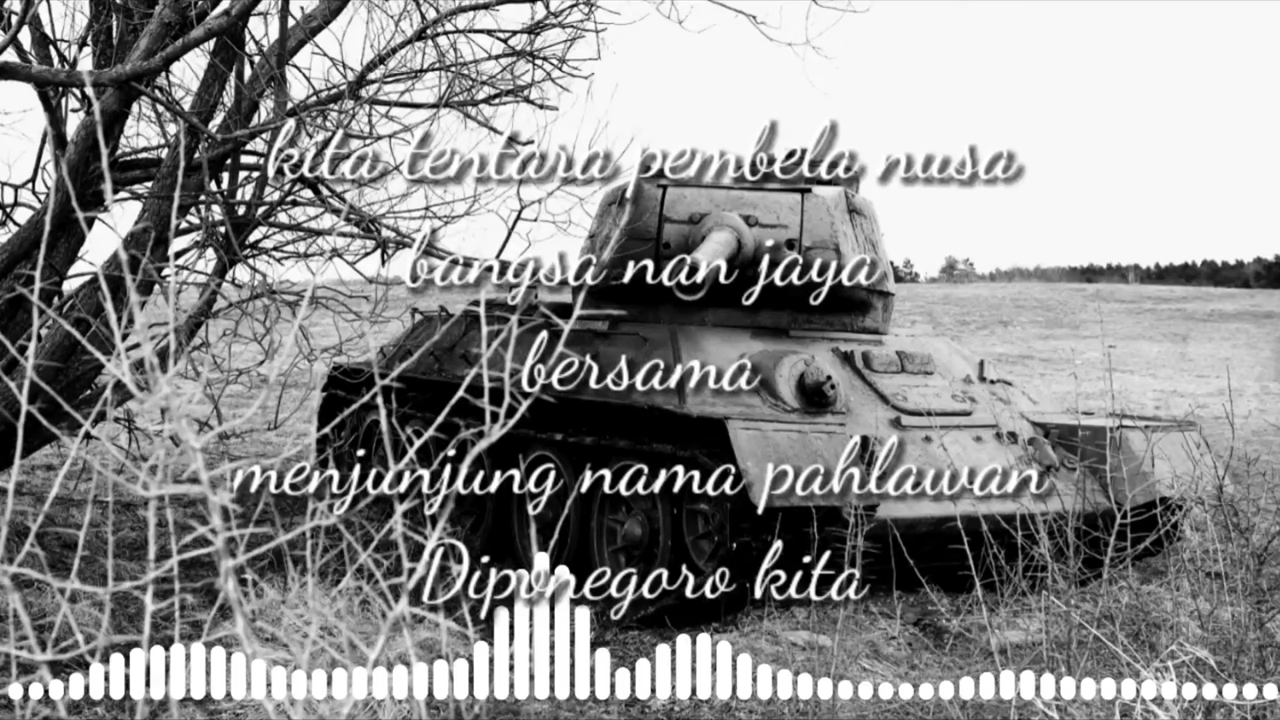 kita tentara pembela nusa
bangsa nan jaya
bersama
menjunjung nama pahlawan
Diponegoro kita